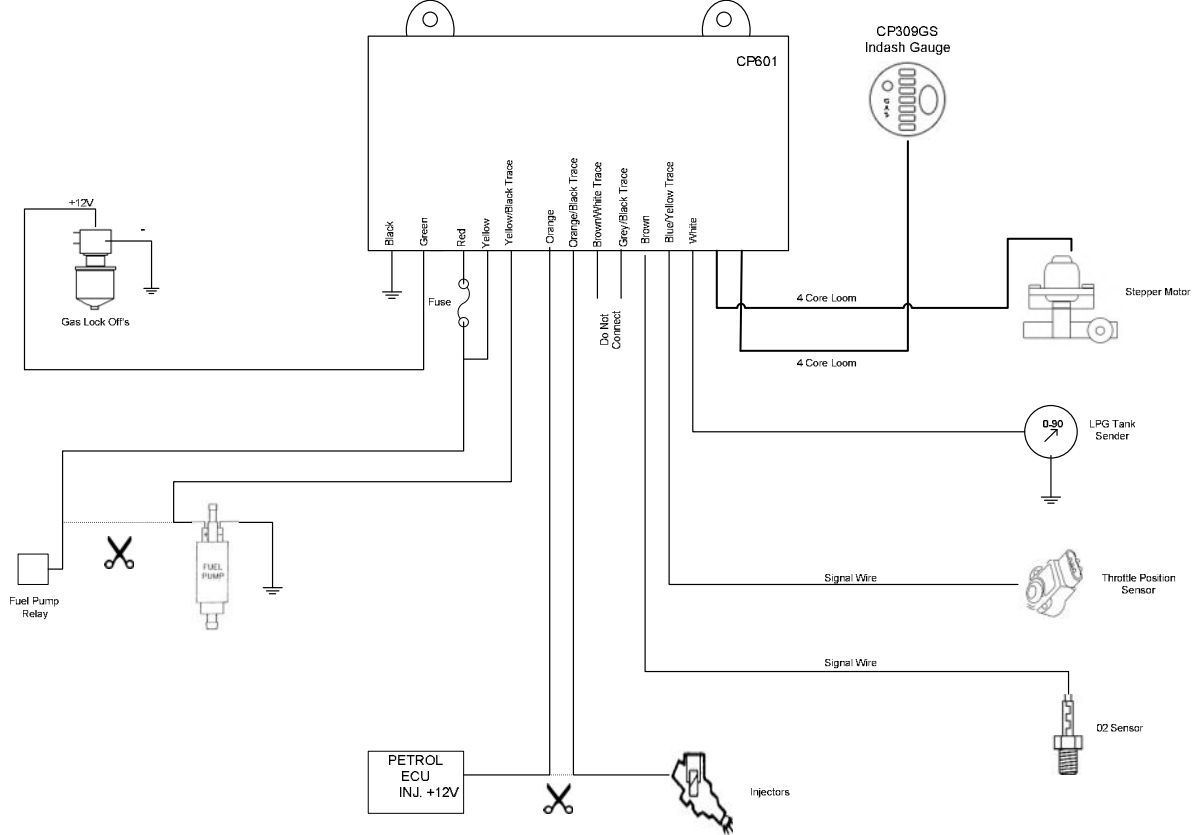 CP309GS
Indash Gauge
CP601
GAS
Black
Green
Red
Yellow
Yellow/Black Trace
Orange
Orange/Black Trace
Brown/White Trace
Grey/Black Trace
Brown
Blue/Yellow Trace
White
+12V
-
Gas Lock Off's
Fuse
Do Not
Connect
4 Core Loom
4 Core Loom
Stepper Motor
0-90
LPG Tank
Sender
FUEL
PUMP
Fuel Pump
Relay
Signal Wire
Throttle Position
Sensor
Signal Wire
02 Sensor
PETROL
ECU
INJ. +12V
Injectors